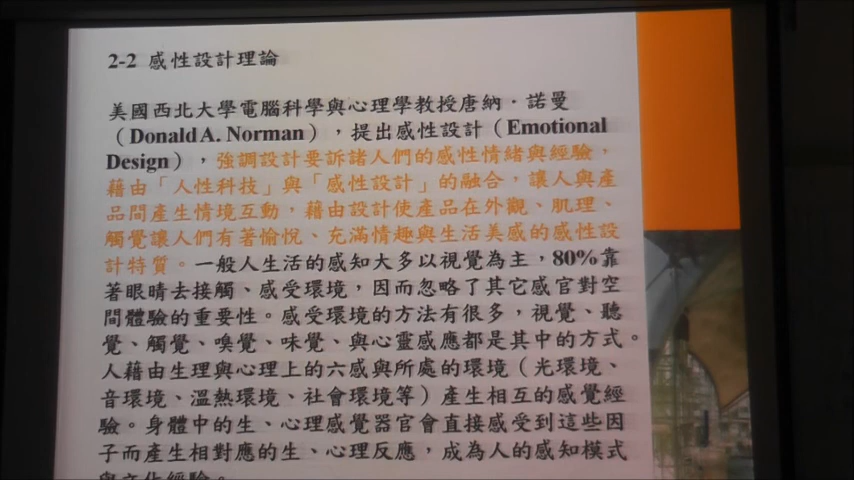 2-2 感性設計理論
美國西北大學電腦科學與心理學教授唐納．諾曼
（Donald A. Norman），提出感性設計（Emotional
Design），強調設計要訴諸人們的感性情緒與經驗，
藉由「人性科技」與「感性設計」的融合，讓人與產
品間產生情境互動，藉由設計使產品在外觀、肌理、
觸覺讓人們有著愉悅、充滿情趣與生活美感的感性設
計特質。一般人生活的感知大多以視覺為主，80%靠
著眼睛去接觸、感受環境，因而忽略了其它感官對空
間體驗的重要性。感受環境的方法有很多，視覺、聽
覺、觸覺、嗅覺、味覺、與心靈感應都是其中的方式。
人藉由生理與心理上的六感與所處的環境（光環境、
音環境、溫熱環境、社會環境等）產生相互的感覺經
驗。身體中的生、心理感覺器官會直接感受到這些因
子而產生相對應的生、心理反應，成為人的感知模式
與文化經驗。